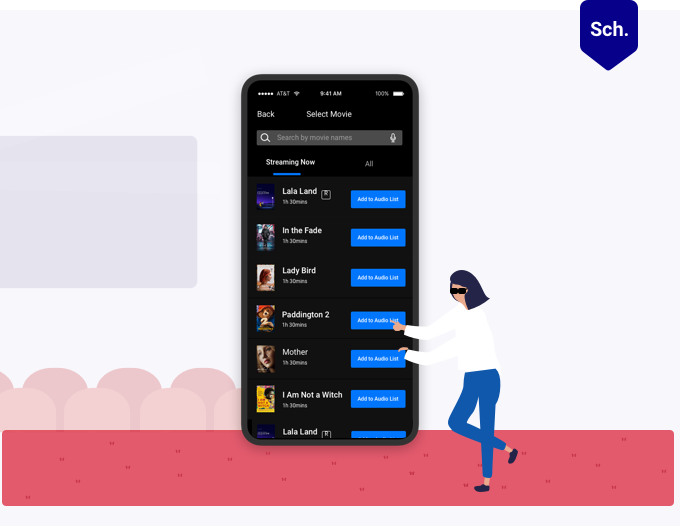 Sch.
AT&T 9:41 AM 100%
Back Select Movie
Search by movie names
Streaming Now All
Lala Land R
1h 30mins
Add to Audio List
In the Fade
1h 30mins
Add to Audio List
Lady Bird
1h 30mins
Add to Audio List
Paddington 2
1h 30mins
Add to Audio List
Mother
1h 30mins
Add to Audio List
I Am Not a Witch
1h 30mins
Add to Audio List
Lala Land R